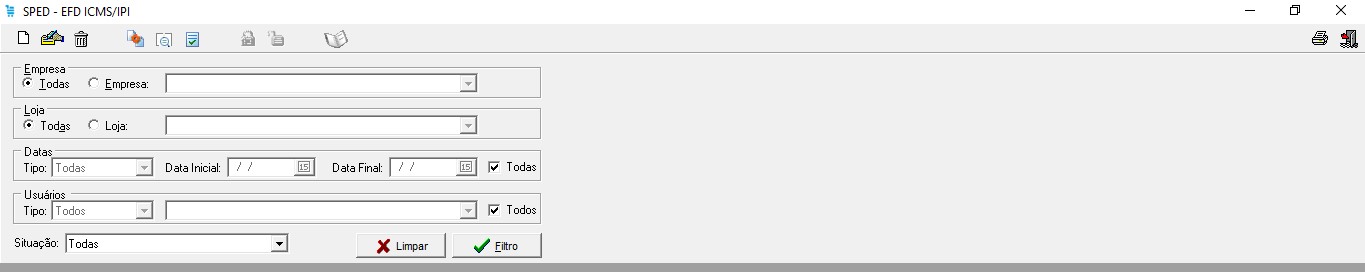 SPED - EFD ICMS/IPI
Empresa
Todas Empresa:
Loja
Todas Loja:
Datas
Tipo: Todas Data Inicial: / / 15 Data Final: / / 15 Todas
Usuários
Tipo: Todos Todos
Situação: Todas Limpar Filtro